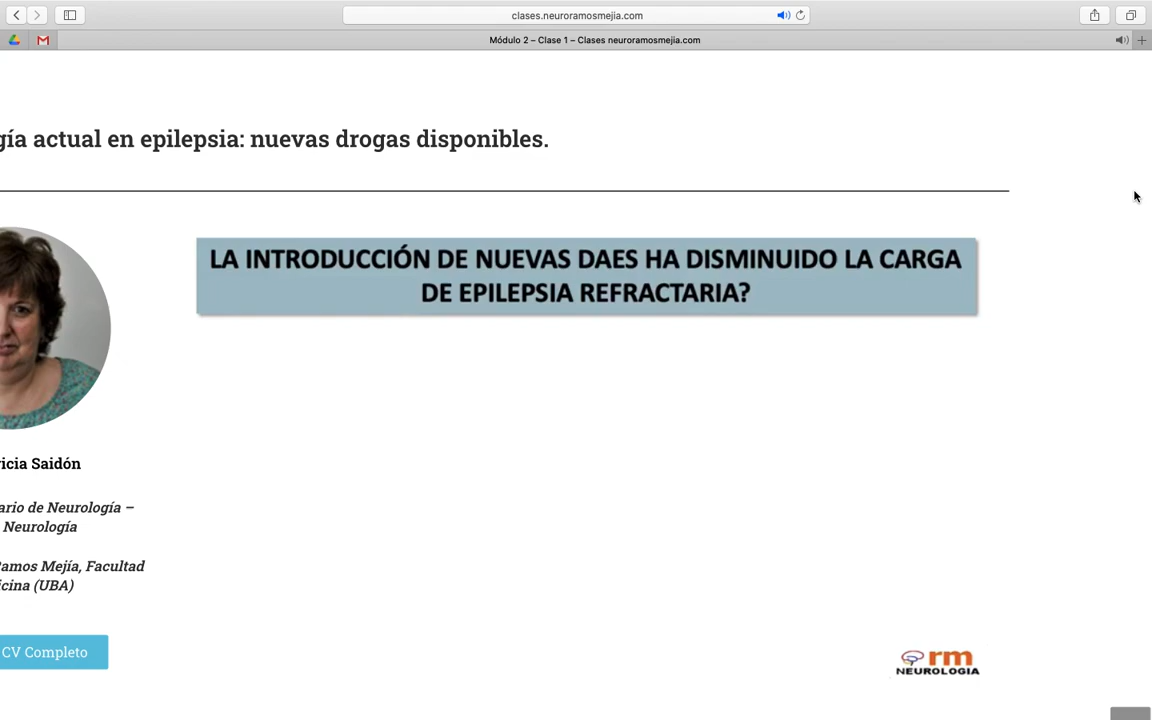 clases.neuroramosmejia.com
Módulo 2 – Clase 1 – Clases neuroramosmejia.com
gía actual en epilepsia: nuevas drogas disponibles.
LA INTRODUCCIÓN DE NUEVAS DAES HA DISMINUIDO LA CARGA
DE EPILEPSIA REFRACTARIA?
icia Saidón
ario de Neurología –
Neurología
Ramos Mejía, Facultad
icina (UBA)
CV Completo
rm
NEUROLOGIA